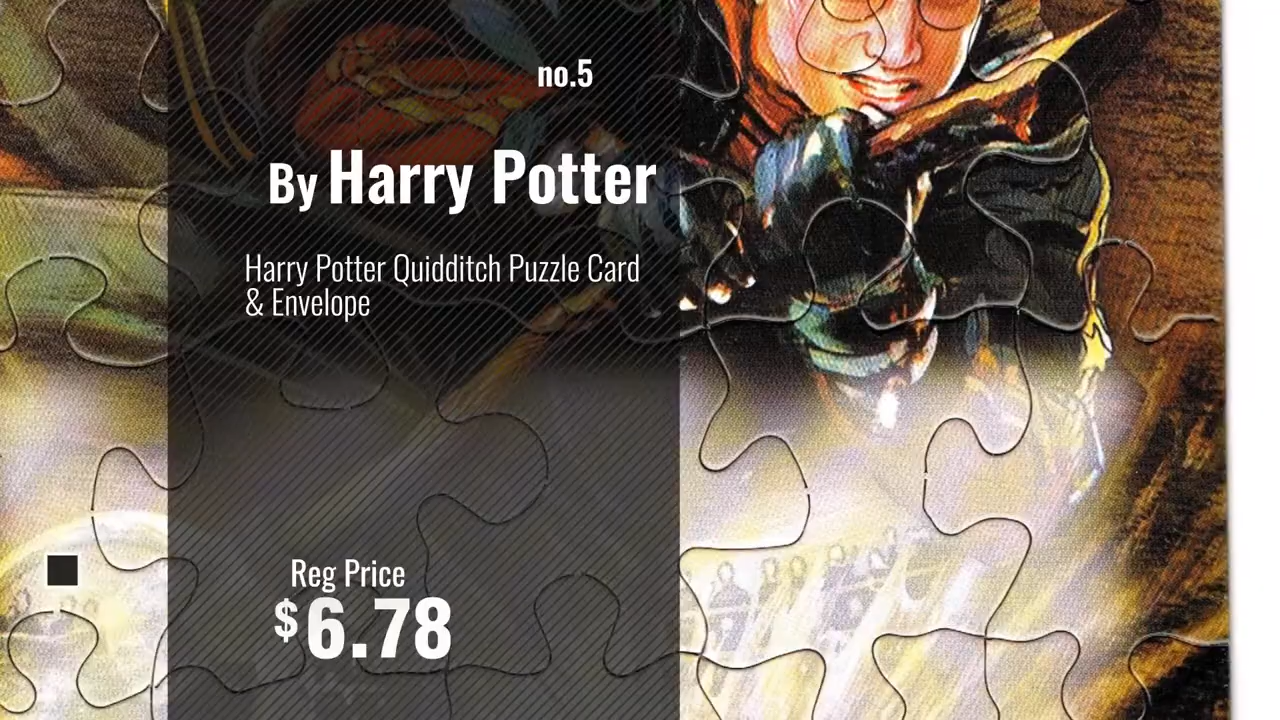 no.5
By Harry Potter
Harry Potter Quidditch Puzzle Card
& Envelope
Reg Price
$6.78